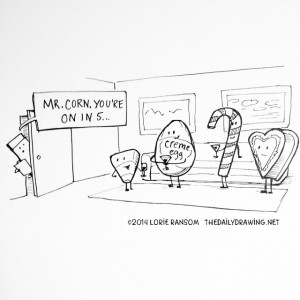 MR. CORN, YOU'RE
ON IN 5...
creme
egg
©2014 LORIE RANSOM THEDAILYDRAWING.NET